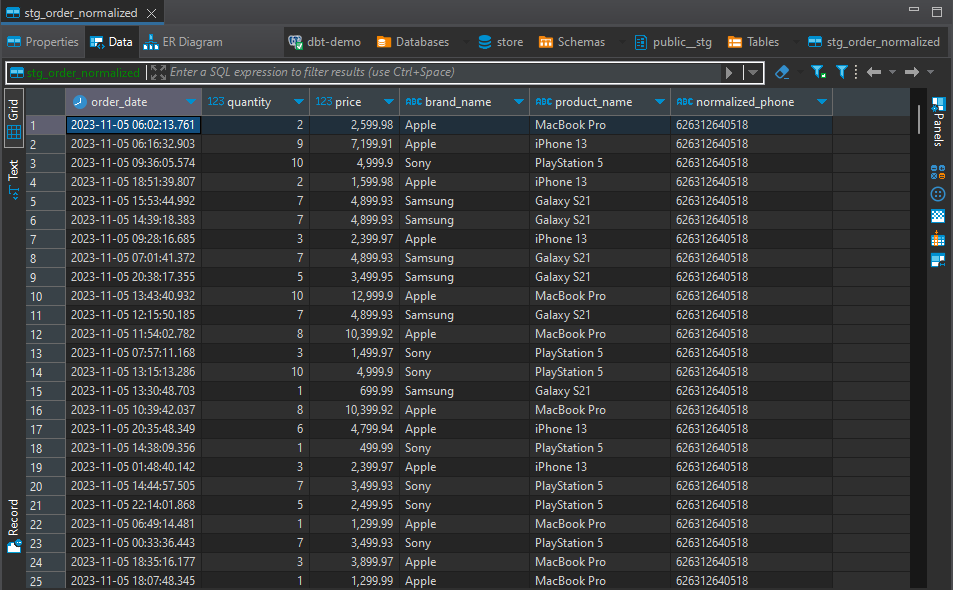 stg_order_normalized
Properties Data ER Diagram dbt-demo Databases store Schemas public__stg Tables stg_order_normalized
stg_order_normalized Enter a SQL expression to filter results (use Ctrl+Space)
Grid
Text
Record
Panels
order_date 123 quantity 123 price ABC brand_name ABC product_name ABC normalized_phone
1 2023-11-05 06:02:13.761 2 2,599.98 Apple MacBook Pro 626312640518
2 2023-11-05 06:16:32.903 9 7,199.91 Apple iPhone 13 626312640518
3 2023-11-05 09:36:05.574 10 4,999.9 Sony PlayStation 5 626312640518
4 2023-11-05 18:51:39.807 2 1,599.98 Apple iPhone 13 626312640518
5 2023-11-05 15:53:44.992 7 4,899.93 Samsung Galaxy S21 626312640518
6 2023-11-05 14:39:18.383 7 4,899.93 Samsung Galaxy S21 626312640518
7 2023-11-05 09:28:16.685 3 2,399.97 Apple iPhone 13 626312640518
8 2023-11-05 07:01:41.372 7 4,899.93 Samsung Galaxy S21 626312640518
9 2023-11-05 20:38:17.355 5 3,499.95 Samsung Galaxy S21 626312640518
10 2023-11-05 13:43:40.932 10 12,999.9 Apple MacBook Pro 626312640518
11 2023-11-05 12:15:50.185 7 4,899.93 Samsung Galaxy S21 626312640518
12 2023-11-05 11:54:02.782 8 10,399.92 Apple MacBook Pro 626312640518
13 2023-11-05 07:57:11.168 3 1,499.97 Sony PlayStation 5 626312640518
14 2023-11-05 13:15:13.286 10 4,999.9 Sony PlayStation 5 626312640518
15 2023-11-05 13:30:48.703 1 699.99 Samsung Galaxy S21 626312640518
16 2023-11-05 10:39:42.037 8 10,399.92 Apple MacBook Pro 626312640518
17 2023-11-05 20:35:48.349 6 4,799.94 Apple iPhone 13 626312640518
18 2023-11-05 14:38:09.356 1 499.99 Sony PlayStation 5 626312640518
19 2023-11-05 01:48:40.142 3 2,399.97 Apple iPhone 13 626312640518
20 2023-11-05 14:44:57.505 7 3,499.93 Sony PlayStation 5 626312640518
21 2023-11-05 22:14:01.868 5 2,499.95 Sony PlayStation 5 626312640518
22 2023-11-05 06:49:14.481 1 1,299.99 Apple MacBook Pro 626312640518
23 2023-11-05 00:33:36.443 7 3,499.93 Sony PlayStation 5 626312640518
24 2023-11-05 18:35:16.177 3 3,899.97 Apple MacBook Pro 626312640518
25 2023-11-05 18:07:48.345 1 1,299.99 Apple MacBook Pro 626312640518